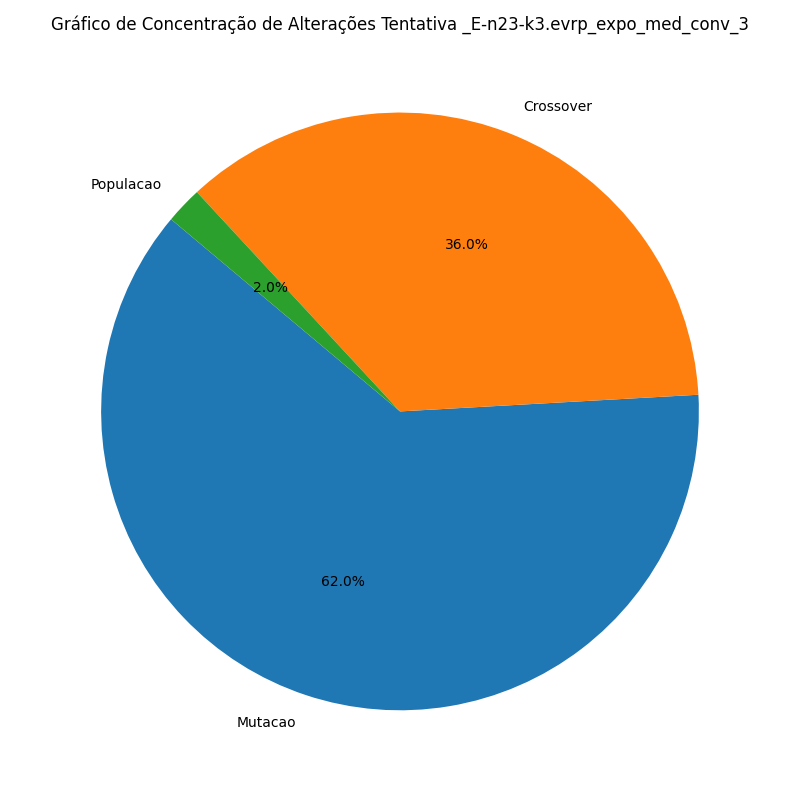 Gráfico de Concentração de Alterações Tentativa _E-n23-k3.evrp_expo_med_conv_3
Crossover
Populacao
36.0%
2.0%
62.0%
Mutacao